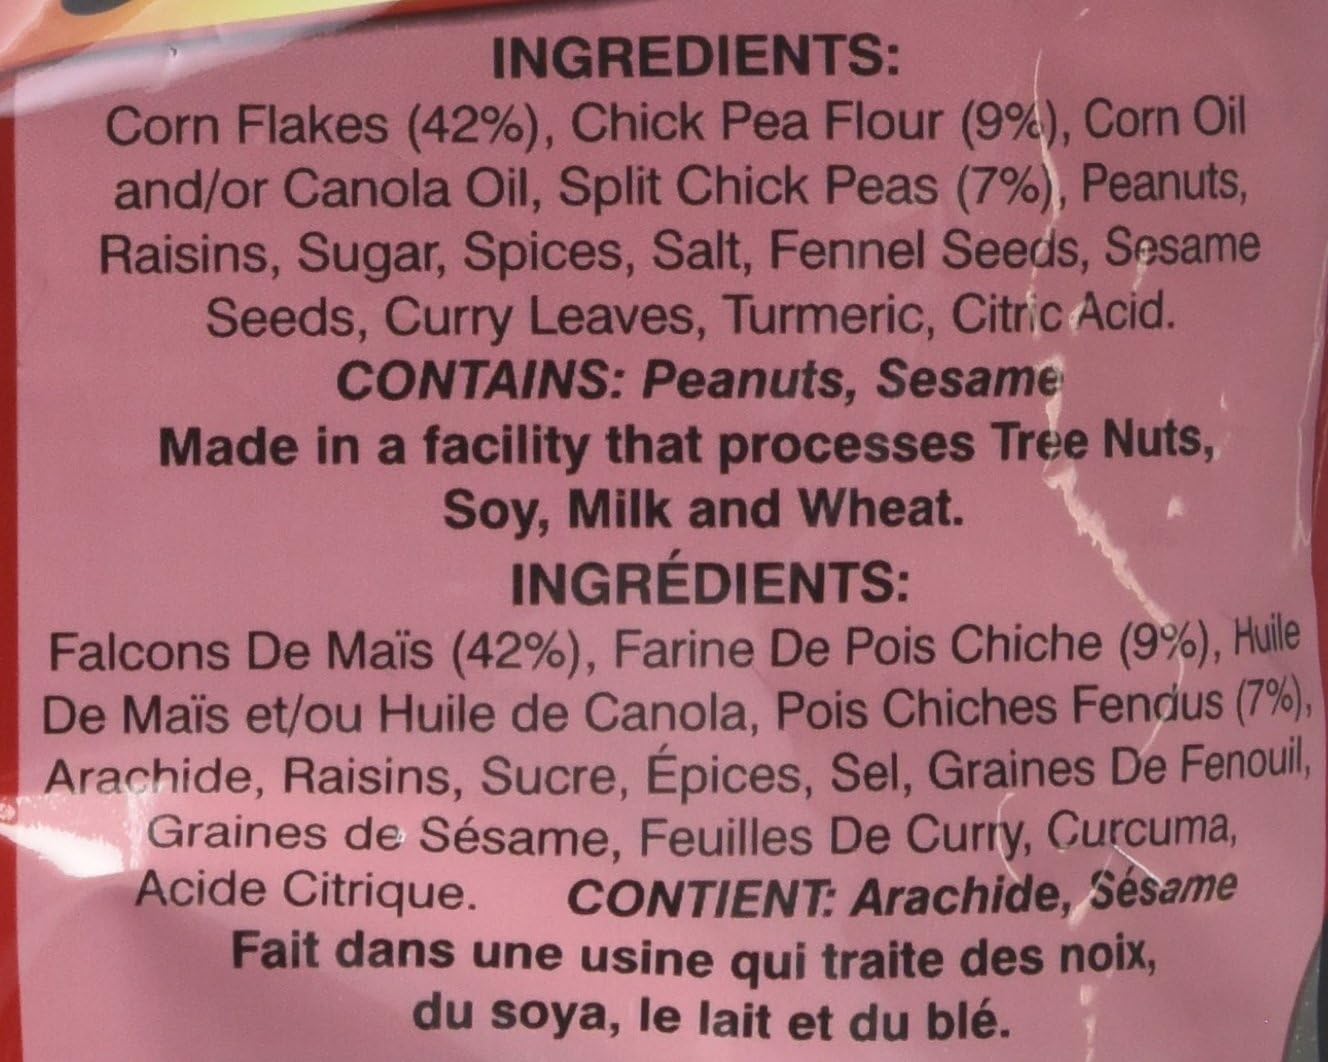 INGREDIENTS:
Corn Flakes (42%), Chick Pea Flour (9%), Corn Oil
and/or Canola Oil, Split Chick Peas (7%), Peanuts,
Raisins, Sugar, Spices, Salt, Fennel Seeds, Sesame
Seeds, Curry Leaves, Turmeric, Citric Acid.
CONTAINS: Peanuts, Sesame
Made in a facility that processes Tree Nuts,
Soy, Milk and Wheat.
INGRÉDIENTS:
Falcons De Maïs (42%), Farine De Pois Chiche (9%), Huile
De Maïs et/ou Huile de Canola, Pois Chiches Fendus (7%),
Arachide, Raisins, Sucre, Épices, Sel, Graines De Fenouil,
Graines de Sésame, Feuilles De Curry, Curcuma,
Acide Citrique. CONTIENT: Arachide, Sésame
Fait dans une usine qui traite des noix,
du soya, le lait et du blé.